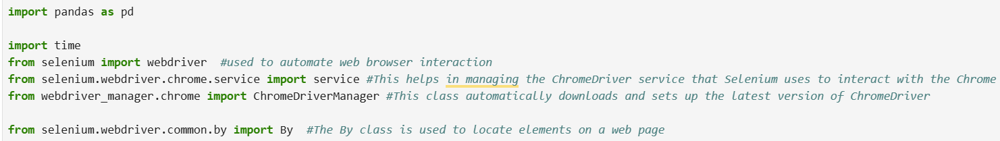 import pandas as pd
import time
from selenium import webdriver  #used to automate web browser interaction
from selenium.webdriver.chrome.service import service #This helps in managing the ChromeDriver service that Selenium uses to interact with the Chrome
from webdriver_manager.chrome import ChromeDriverManager #This class automatically downloads and sets up the latest version of ChromeDriver
from selenium.webdriver.common.by import By  #The By class is used to locate elements on a web page